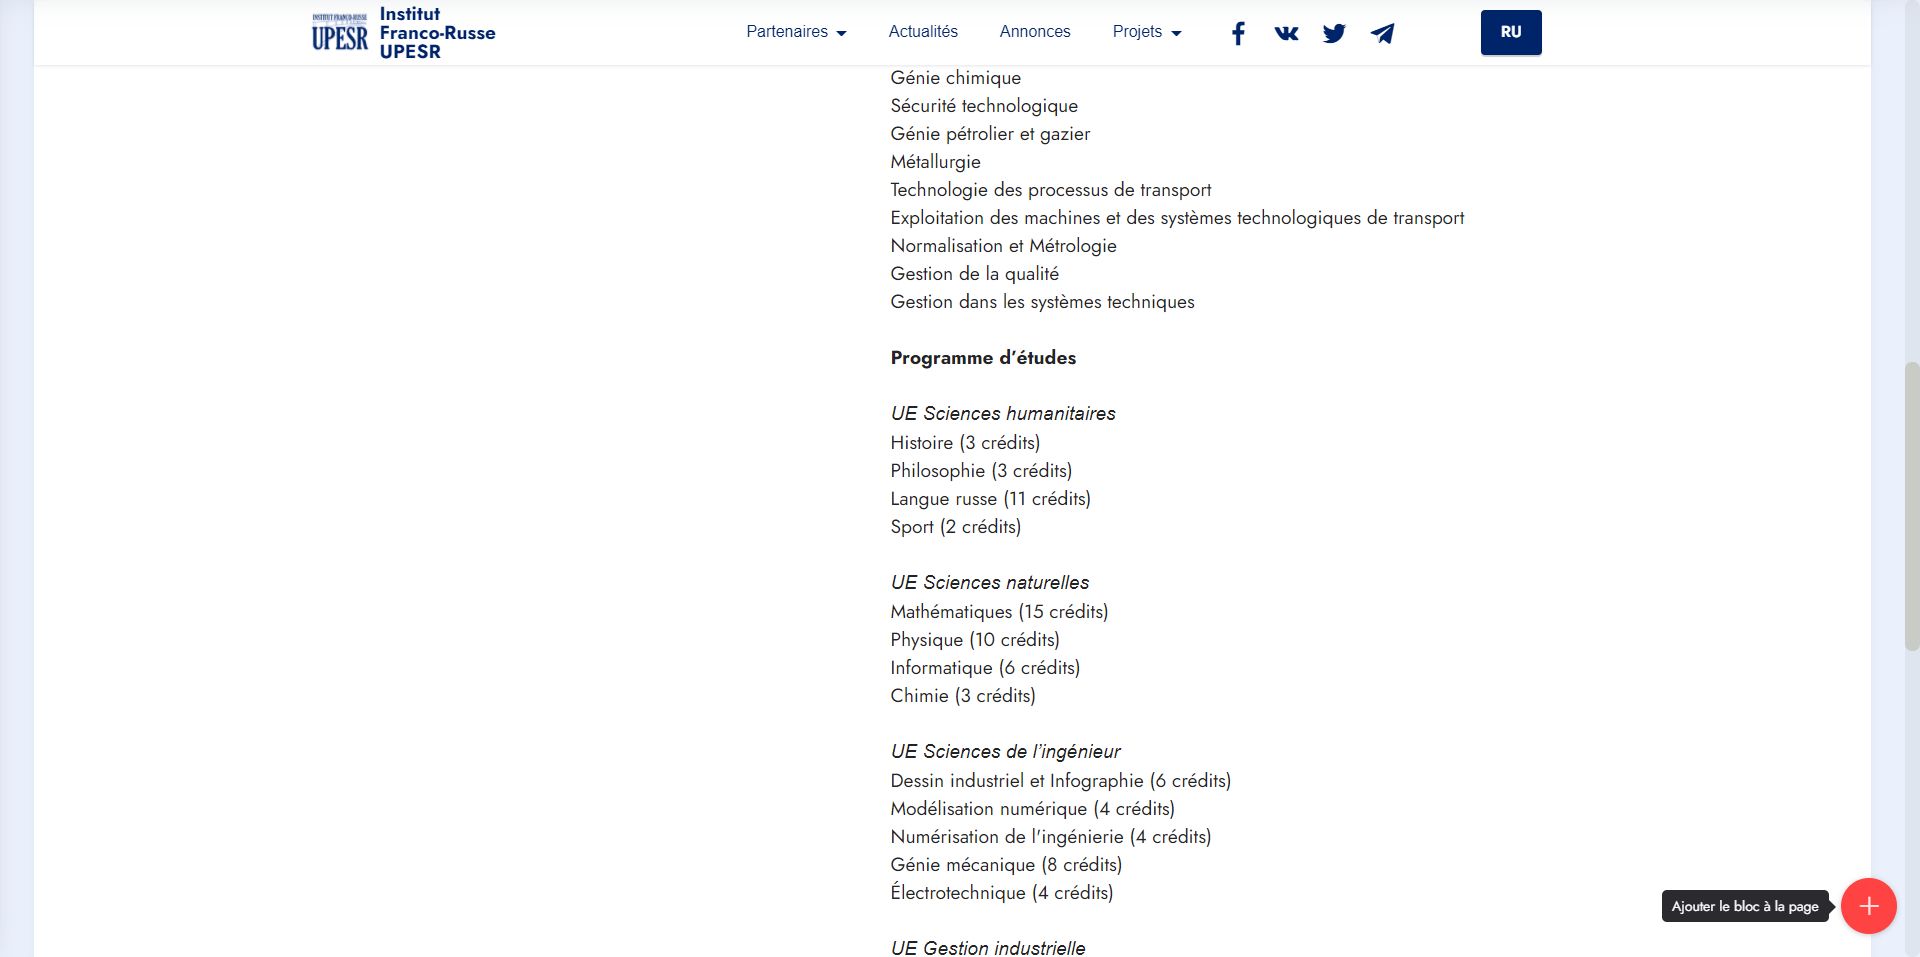 INSTITUT FRANCO-RUSSE
UPESR
Institut
Franco-Russe
UPESR
Partenaires
Actualités
Annonces
Projets
RU
Génie chimique
Sécurité technologique
Génie pétrolier et gazier
Métallurgie
Technologie des processus de transport
Exploitation des machines et des systèmes technologiques de transport
Normalisation et Métrologie
Gestion de la qualité
Gestion dans les systèmes techniques
Programme d’études
UE Sciences humanitaires
Histoire (3 crédits)
Philosophie (3 crédits)
Langue russe (11 crédits)
Sport (2 crédits)
UE Sciences naturelles
Mathématiques (15 crédits)
Physique (10 crédits)
Informatique (6 crédits)
Chimie (3 crédits)
UE Sciences de l’ingénieur
Dessin industriel et Infographie (6 crédits)
Modélisation numérique (4 crédits)
Numérisation de l'ingénierie (4 crédits)
Génie mécanique (8 crédits)
Électrotechnique (4 crédits)
Ajouter le bloc à la page
UE Gestion industrielle